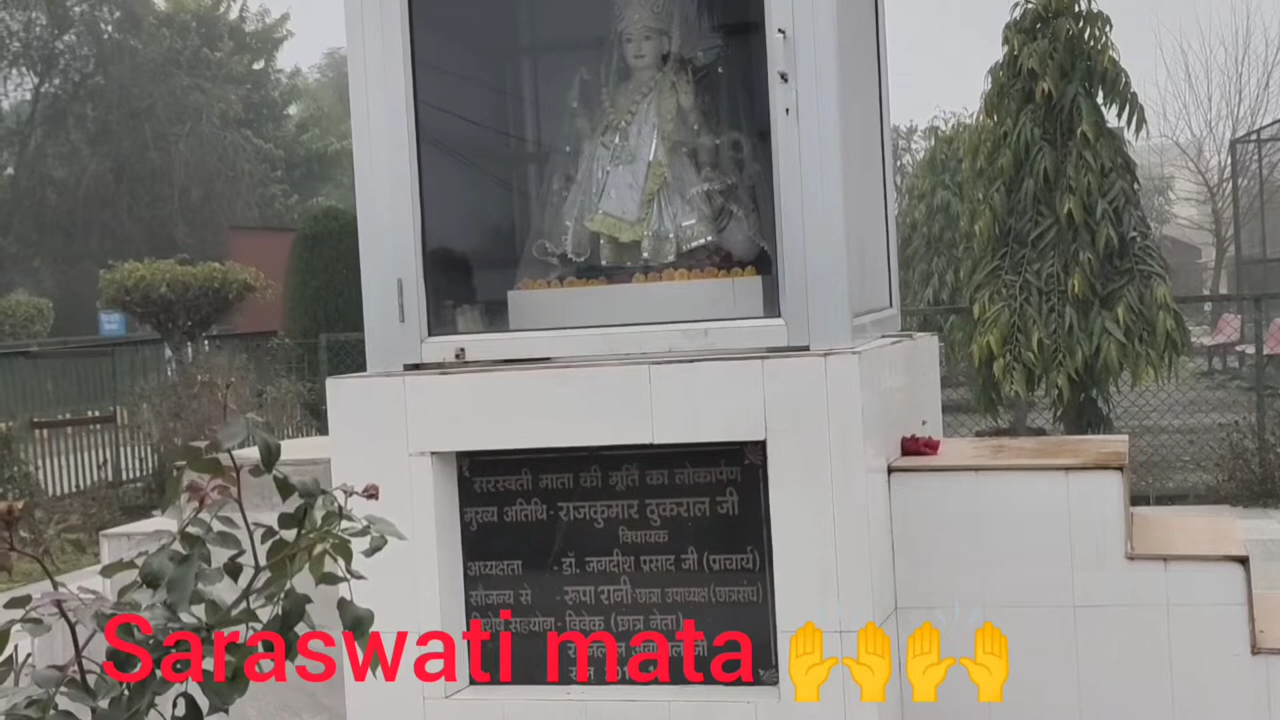 सरस्वती माता की मूर्ति का लोकार्पण
मुख्य अतिथि - राजकुमार ठुकराल जी
विधायक
अध्यक्षता - डॉ. जगदीश प्रसाद जी (प्राचार्य)
सौजन्य से - रूपा रानी-छात्रा उपाध्यक्ष (छात्रसंघ)
विशेष सहयोग- विवेक (छात्र नेता)
जी
Saraswati mata 🙌🙌